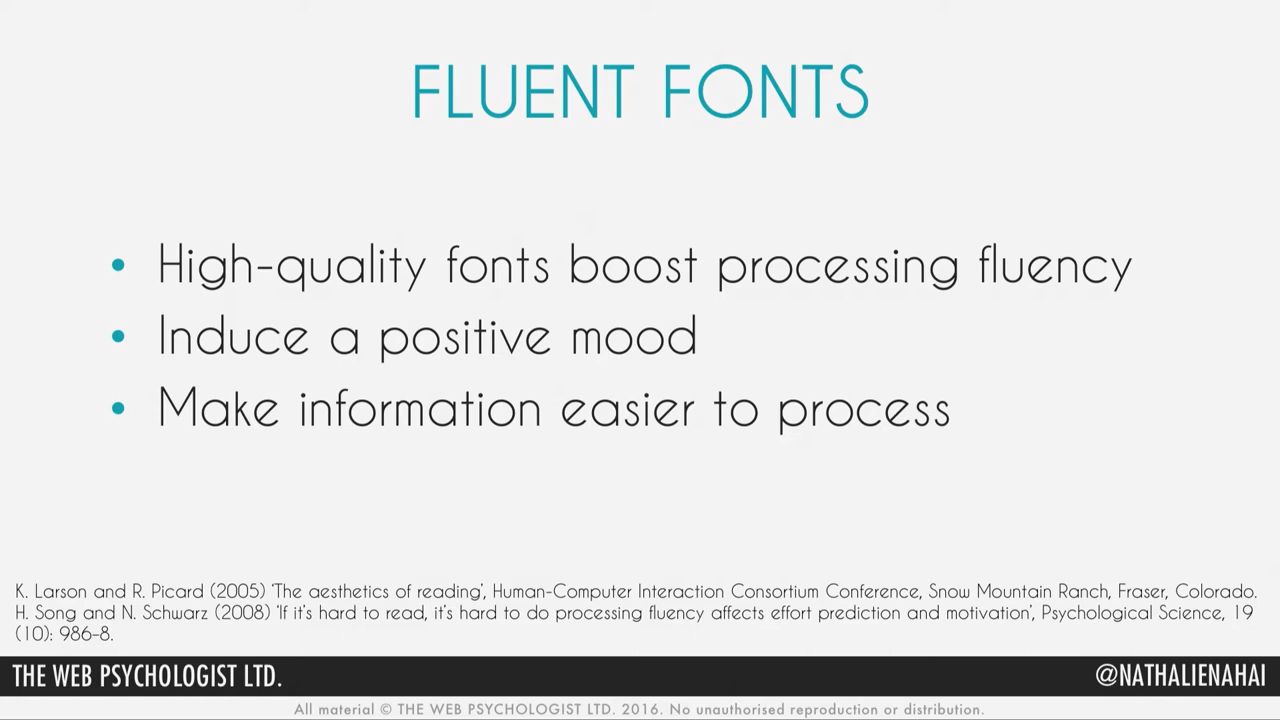 FLUENT FONTS
• High-quality fonts boost processing fluency
• Induce a positive mood
• Make information easier to process
K. Larson and R. Picard (2005) 'The aesthetics of reading', Human-Computer Interaction Consortium Conference, Snow Mountain Ranch, Fraser, Colorado.
H. Song and N. Schwarz (2008) 'If it's hard to read, it's hard to do processing fluency affects effort prediction and motivation', Psychological Science, 19
(10): 986-8.
THE WEB PSYCHOLOGIST LTD. @NATHALIENAHAI
All material © THE WEB PSYCHOLOGIST LTD. 2016. No unauthorised reproduction or distribution.